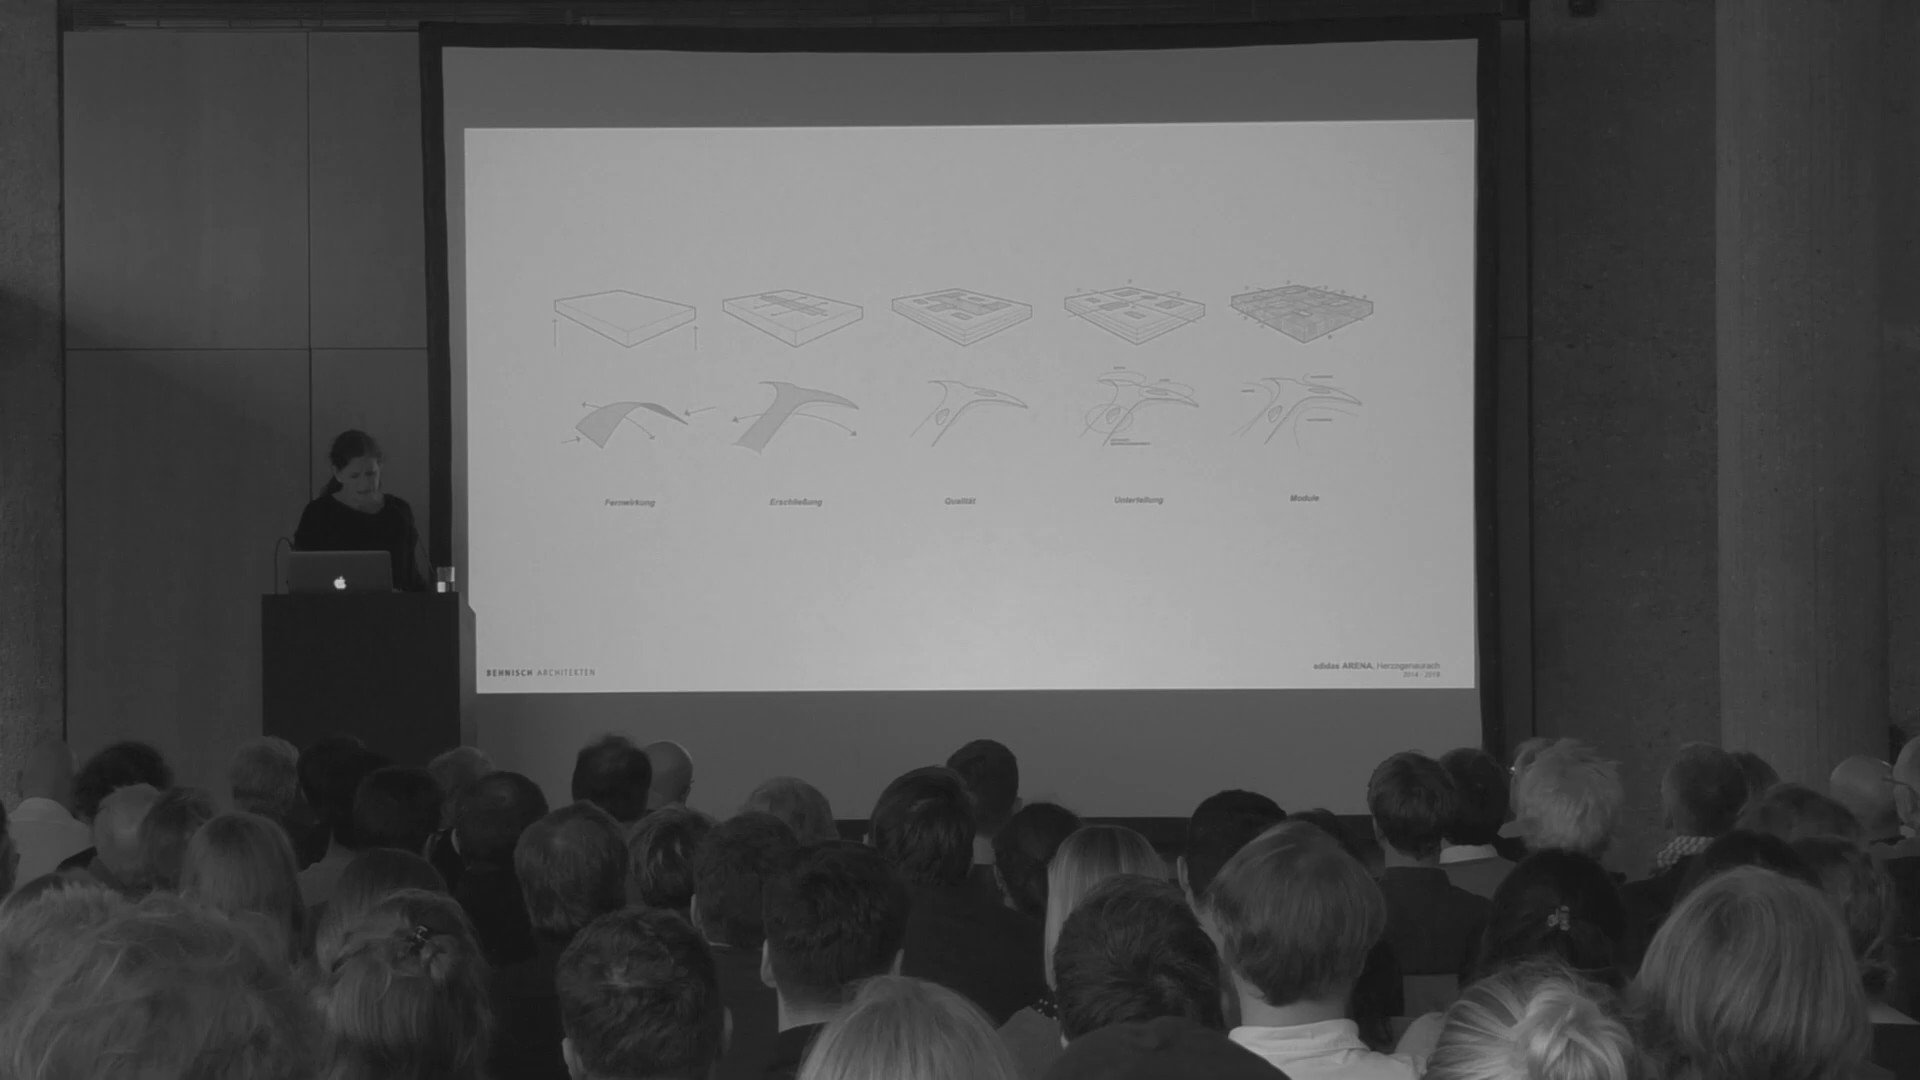 Fernwirkung
Erschließung
Qualität
Unterteilung
Module
BEHNISCH ARCHITEKTEN
adidas ARENA, Herzogenaurach
2014 - 2019